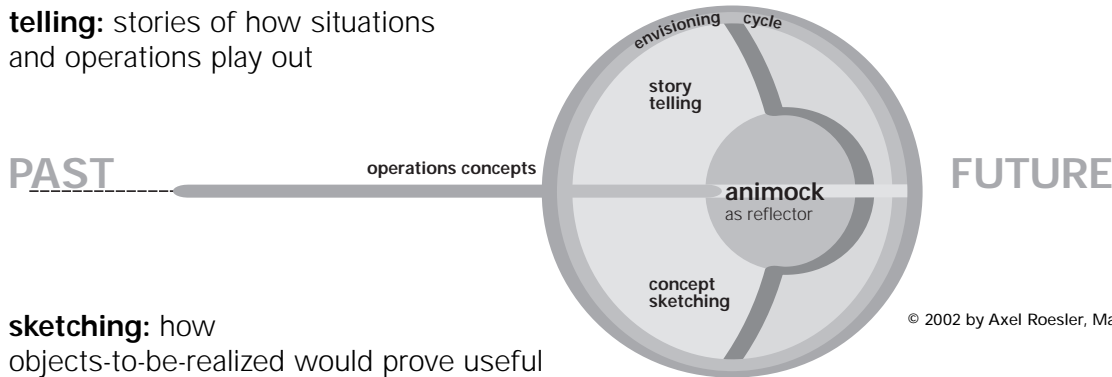 telling: stories of how situations
and operations play out
envisioning cycle
story
telling
PAST
operations concepts
FUTURE
animock
as reflector
concept
sketching
© 2002 by Axel Roesler, Ma
sketching: how
objects-to-be-realized would prove useful